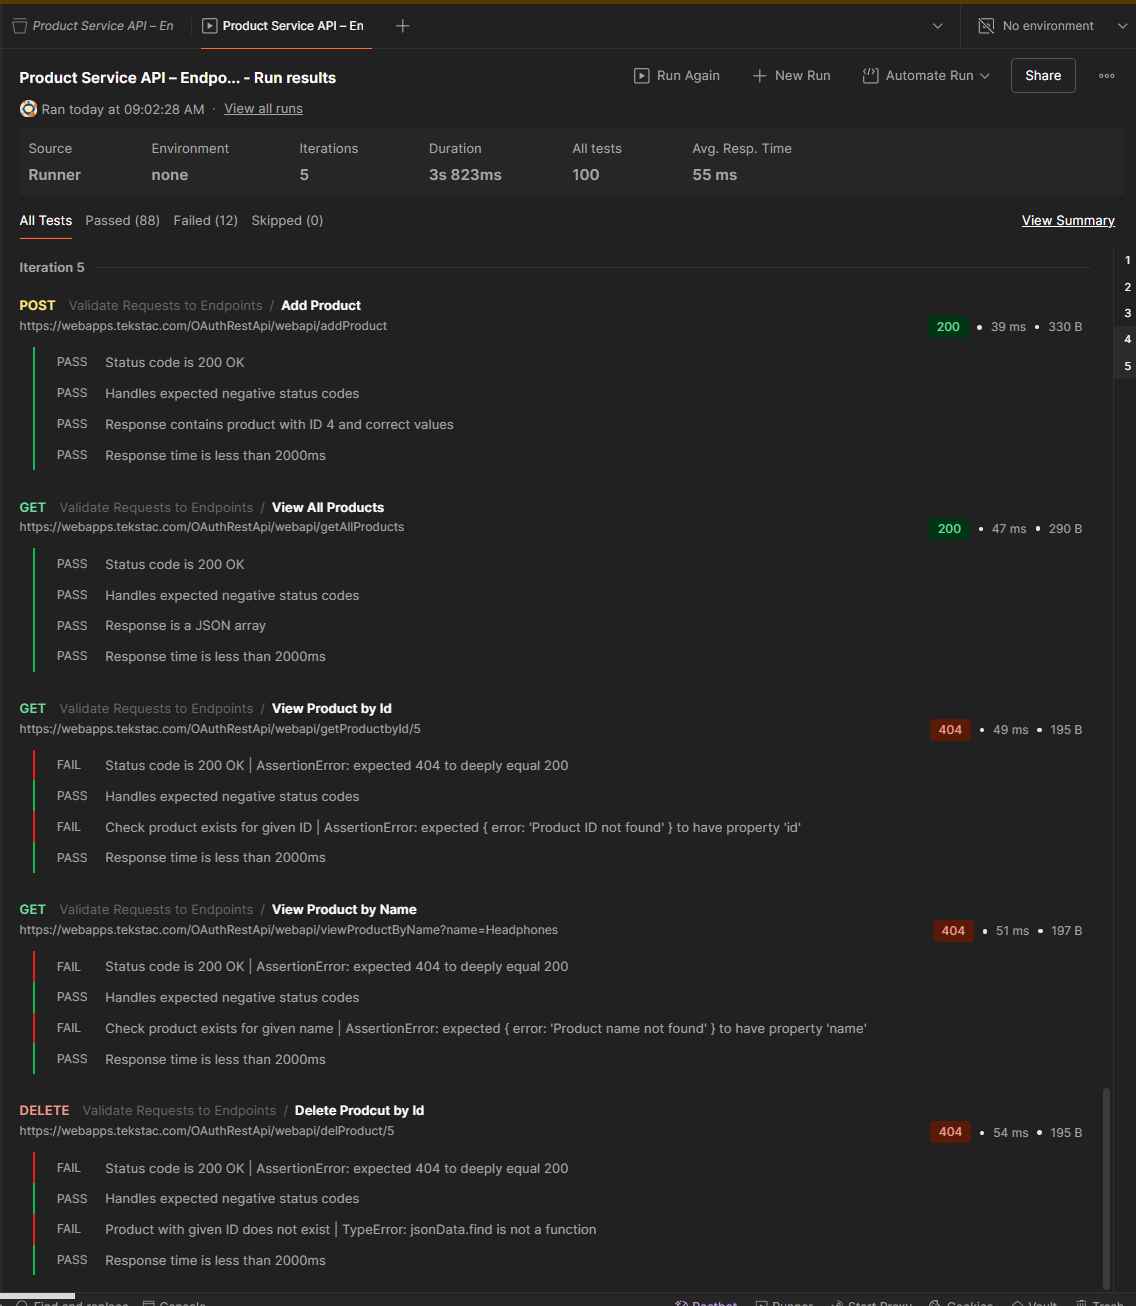 Product Service API – En
Product Service API – En
No environment
Product Service API – Endpo... - Run results
Run Again
New Run
Automate Run
Share
Ran today at 09:02:28 AM · View all runs
Source Environment Iterations Duration All tests Avg. Resp. Time
Runner none 5 3s 823ms 100 55 ms
All Tests Passed (88) Failed (12) Skipped (0) View Summary
Iteration 5
1
2
3
4
5
POST Validate Requests to Endpoints / Add Product
https://webapps.tekstac.com/OAuthRestApi/webapi/addProduct
200 • 39 ms • 330 B
PASS Status code is 200 OK
PASS Handles expected negative status codes
PASS Response contains product with ID 4 and correct values
PASS Response time is less than 2000ms
GET Validate Requests to Endpoints / View All Products
https://webapps.tekstac.com/OAuthRestApi/webapi/getAllProducts
200 • 47 ms • 290 B
PASS Status code is 200 OK
PASS Handles expected negative status codes
PASS Response is a JSON array
PASS Response time is less than 2000ms
GET Validate Requests to Endpoints / View Product by Id
https://webapps.tekstac.com/OAuthRestApi/webapi/getProductbyId/5
404 • 49 ms • 195 B
FAIL Status code is 200 OK | AssertionError: expected 404 to deeply equal 200
PASS Handles expected negative status codes
FAIL Check product exists for given ID | AssertionError: expected { error: 'Product ID not found' } to have property 'id'
PASS Response time is less than 2000ms
GET Validate Requests to Endpoints / View Product by Name
https://webapps.tekstac.com/OAuthRestApi/webapi/viewProductByName?name=Headphones
404 • 51 ms • 197 B
FAIL Status code is 200 OK | AssertionError: expected 404 to deeply equal 200
PASS Handles expected negative status codes
FAIL Check product exists for given name | AssertionError: expected { error: 'Product name not found' } to have property 'name'
PASS Response time is less than 2000ms
DELETE Validate Requests to Endpoints / Delete Prodcut by Id
https://webapps.tekstac.com/OAuthRestApi/webapi/delProduct/5
404 • 54 ms • 195 B
FAIL Status code is 200 OK | AssertionError: expected 404 to deeply equal 200
PASS Handles expected negative status codes
FAIL Product with given ID does not exist | TypeError: jsonData.find is not a function
PASS Response time is less than 2000ms
Find and replace Console Postbot Runner Start Proxy Cookies Vault Trash